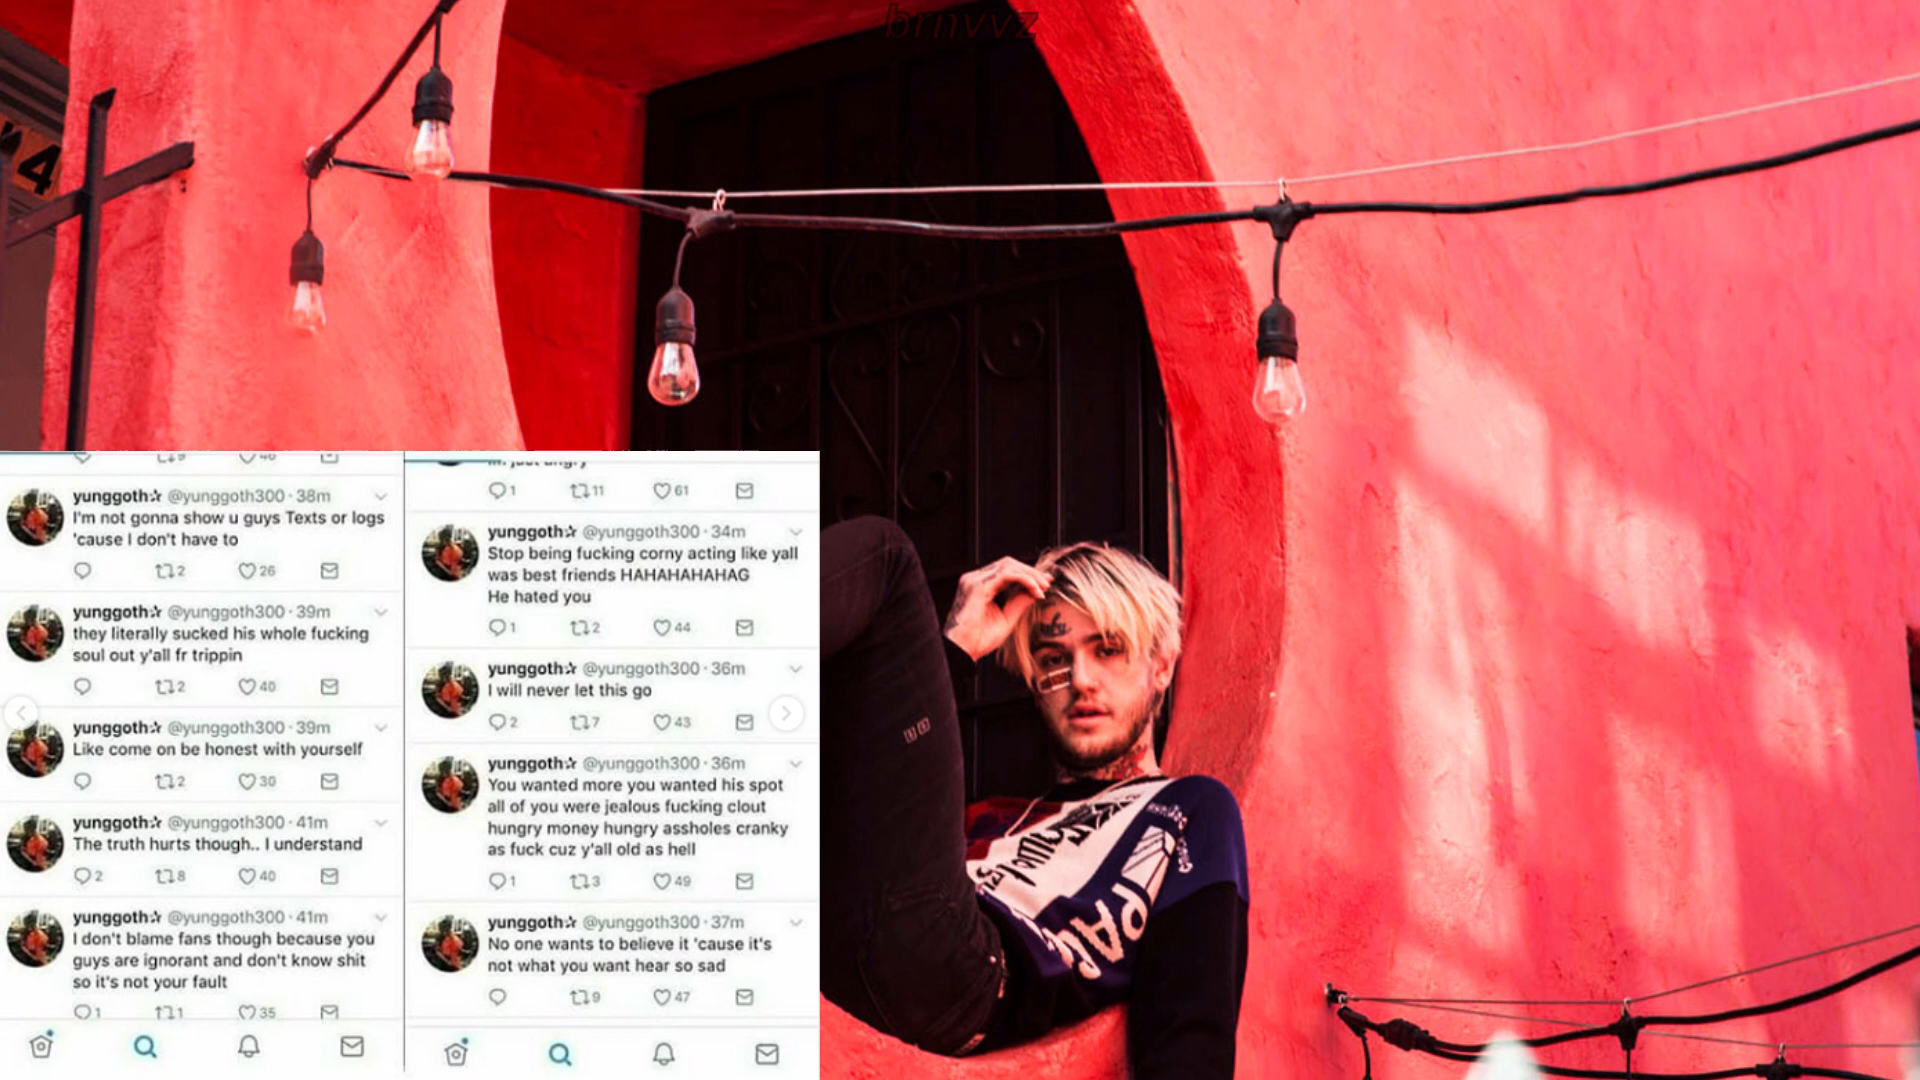 brnvvz
4
9
46
yunggoth☆ @yunggoth300 · 38m
I'm not gonna show u guys Texts or logs
'cause I don't have to
2
26
yunggoth☆ @yunggoth300 · 39m
they literally sucked his whole fucking
soul out y'all fr trippin
2
40
yunggoth☆ @yunggoth300 · 39m
Like come on be honest with yourself
2
30
yunggoth☆ @yunggoth300 · 41m
The truth hurts though.. I understand
2
8
40
yunggoth☆ @yunggoth300 · 41m
I don't blame fans though because you
guys are ignorant and don't know shit
so it's not your fault
1
1
35
just angry
1
11
61
yunggoth☆ @yunggoth300 · 34m
Stop being fucking corny acting like yall
was best friends HAHAHAHAHAG
He hated you
1
2
44
yunggoth☆ @yunggoth300 · 36m
I will never let this go
2
7
43
yunggoth☆ @yunggoth300 · 36m
You wanted more you wanted his spot
all of you were jealous fucking clout
hungry money hungry assholes cranky
as fuck cuz y'all old as hell
1
3
49
yunggoth☆ @yunggoth300 · 37m
No one wants to believe it 'cause it's
not what you want hear so sad
9
47